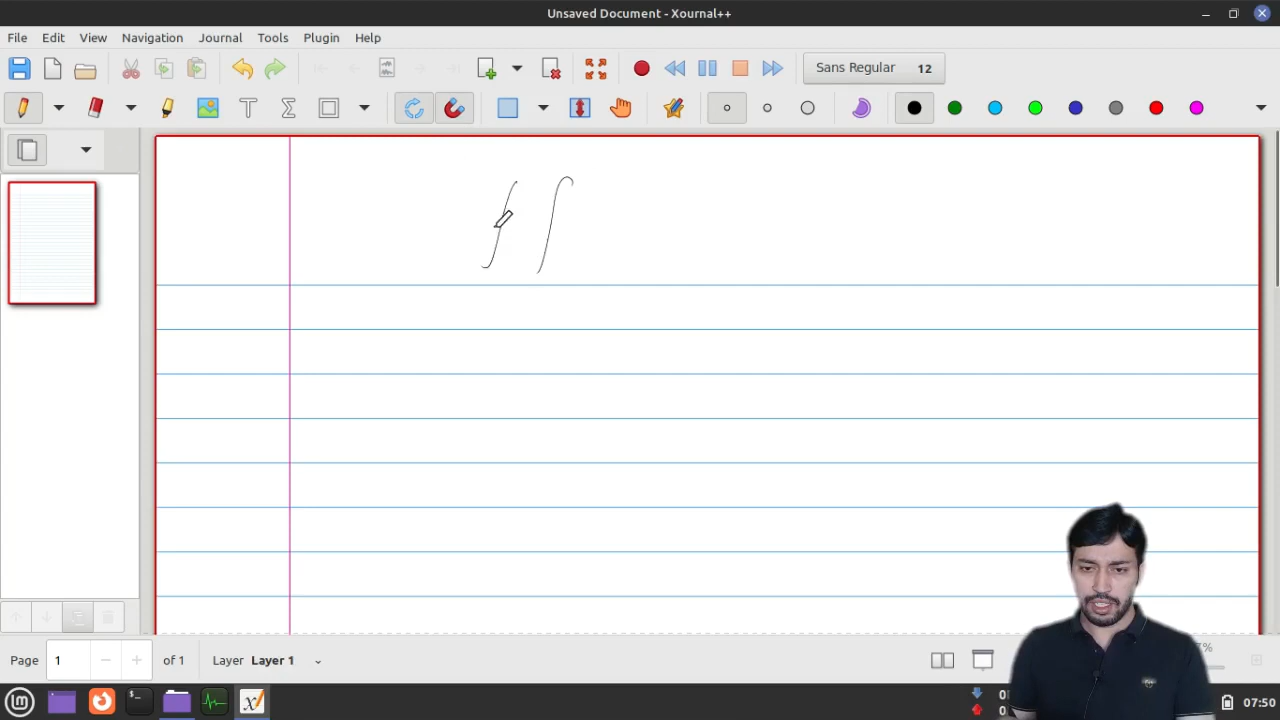 Unsaved Document - Xournal++
File Edit View Navigation Journal Tools Plugin Help
Sans Regular 12
∫ ∫
Page 1 of 1 Layer Layer 1
07:50